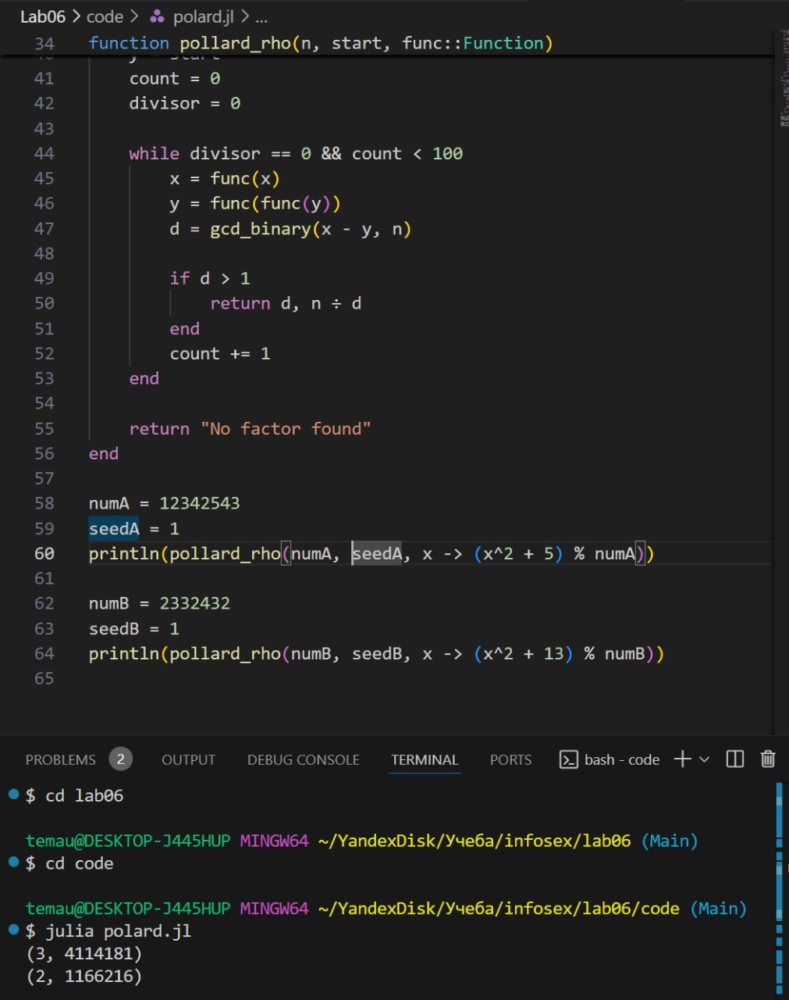 Lab06 > code > polard.jl > ...
34 function pollard_rho(n, start, func::Function)
40 y = start
41 count = 0
42 divisor = 0
43
44 while divisor == 0 && count < 100
45 x = func(x)
46 y = func(func(y))
47 d = gcd_binary(x - y, n)
48
49 if d > 1
50 return d, n ÷ d
51 end
52 count += 1
53 end
54
55 return "No factor found"
56 end
57
58 numA = 12342543
59 seedA = 1
60 println(pollard_rho(numA, seedA, x -> (x^2 + 5) % numA))
61
62 numB = 2332432
63 seedB = 1
64 println(pollard_rho(numB, seedB, x -> (x^2 + 13) % numB))
65
PROBLEMS 2 OUTPUT DEBUG CONSOLE TERMINAL PORTS bash - code
$ cd lab06
temau@DESKTOP-J445HUP MINGW64 ~/YandexDisk/Учеба/infosex/lab06 (Main)
$ cd code
temau@DESKTOP-J445HUP MINGW64 ~/YandexDisk/Учеба/infosex/lab06/code (Main)
$ julia polard.jl
(3, 4114181)
(2, 1166216)